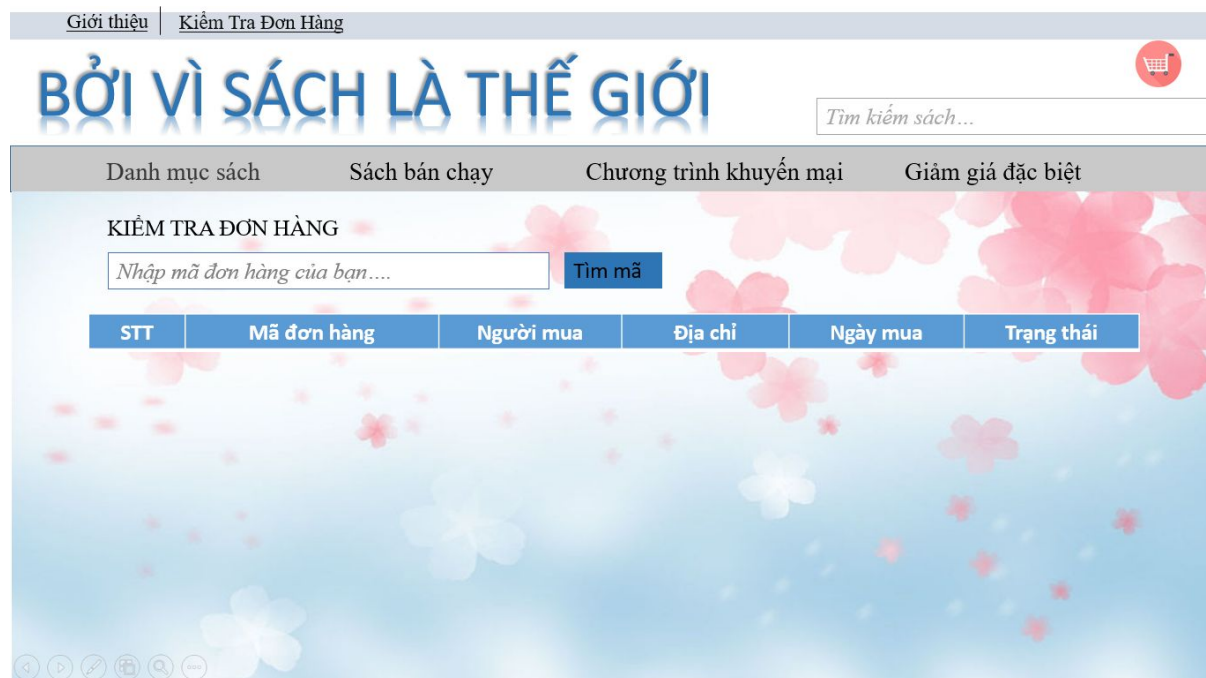 Giới thiệu Kiểm Tra Đơn Hàng
BỞI VÌ SÁCH LÀ THẾ GIỚI
Tìm kiếm sách…
Danh mục sách Sách bán chạy Chương trình khuyến mại Giảm giá đặc biệt
KIỂM TRA ĐƠN HÀNG
Nhập mã đơn hàng của bạn…. Tìm mã
STT Mã đơn hàng Người mua Địa chỉ Ngày mua Trạng thái